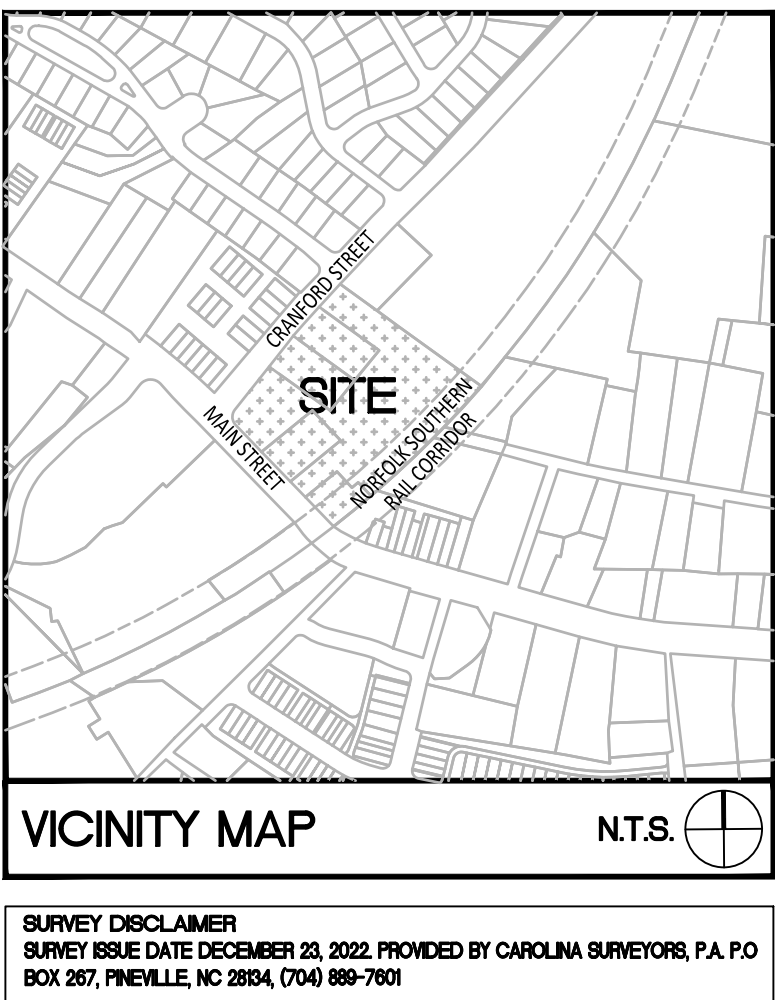 CRANFORD STREET
SITE
MAIN STREET
NORFOLK SOUTHERN
RAIL CORRIDOR
VICINITY MAP
N.T.S.
SURVEY DISCLAIMER
SURVEY ISSUE DATE DECEMBER 23, 2022. PROVIDED BY CAROLINA SURVEYORS, P.A. P.O
BOX 267, PINEVILLE, NC 28134, (704) 889-7601